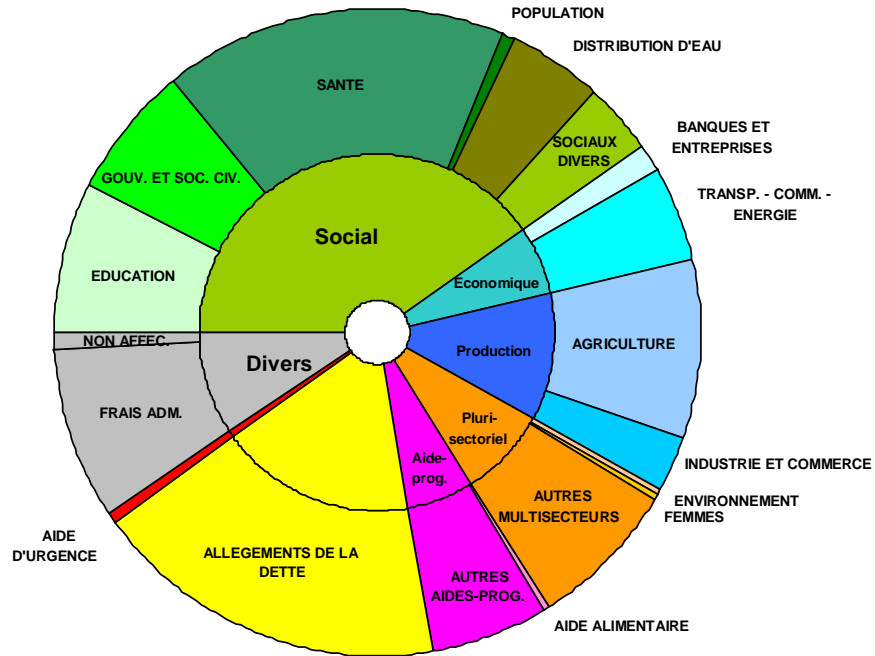 POPULATION
DISTRIBUTION D'EAU
SANTE
BANQUES ET
ENTREPRISES
SOCIAUX
DIVERS
GOUV. ET SOC. CIV.
TRANSP. - COMM. -
ENERGIE
Social
EDUCATION
Economique
NON AFFEC.
Production
AGRICULTURE
Divers
FRAIS ADM.
Pluri-
sectoriel
Aide-
prog.
INDUSTRIE ET COMMERCE
AUTRES
MULTISECTEURS
ENVIRONNEMENT
FEMMES
AIDE
D'URGENCE
ALLEGEMENTS DE LA
DETTE
AUTRES
AIDES-PROG.
AIDE ALIMENTAIRE